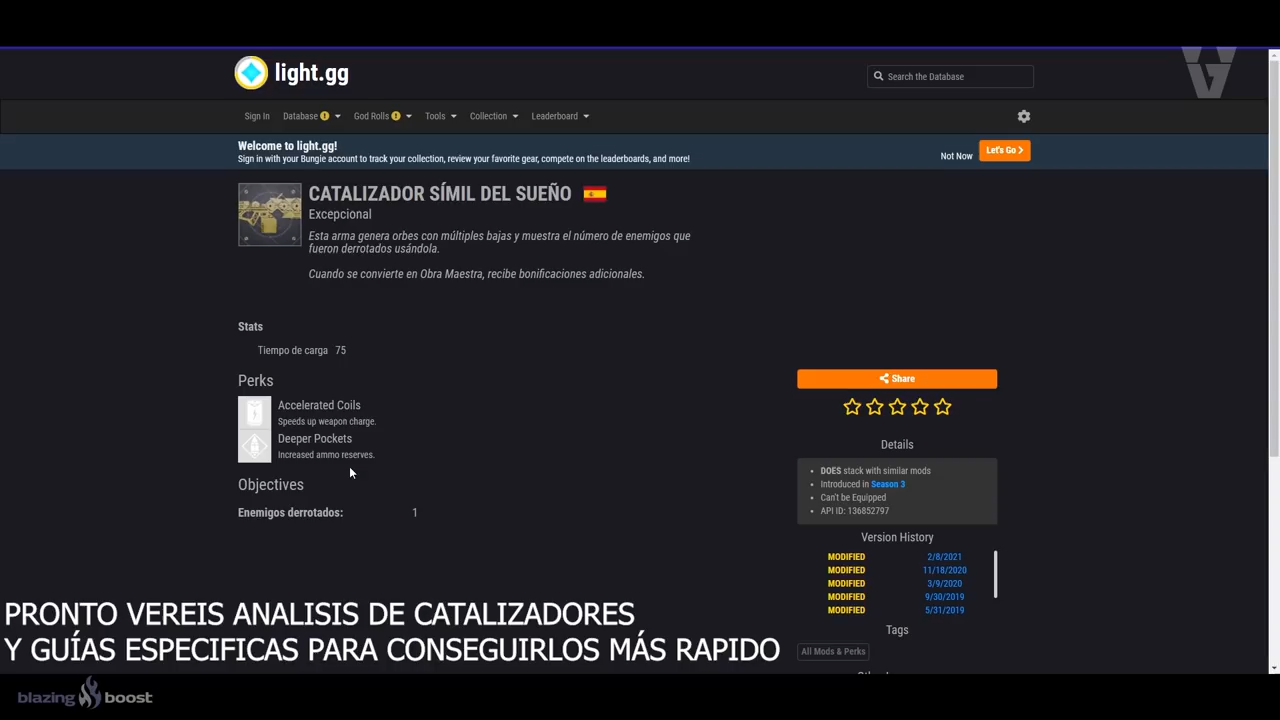 light.gg
Search the Database
Sign In Database God Rolls Tools Collection Leaderboard
Welcome to light.gg!
Sign in with your Bungie account to track your collection, review your favorite gear, compete on the leaderboards, and more!
Not Now
Let's Go
CATALIZADOR SÍMIL DEL SUEÑO
Excepcional
Esta arma genera orbes con múltiples bajas y muestra el número de enemigos que
fueron derrotados usándola.
Cuando se convierte en Obra Maestra, recibe bonificaciones adicionales.
Stats
Tiempo de carga 75
Perks
Accelerated Coils
Speeds up weapon charge.
Deeper Pockets
Increased ammo reserves.
Objectives
Enemigos derrotados: 1
Share
Details
DOES stack with similar mods
Introduced in Season 3
Can't be Equipped
API ID: 136852797
Version History
MODIFIED 2/8/2021
MODIFIED 11/18/2020
MODIFIED 3/9/2020
MODIFIED 9/30/2019
MODIFIED 5/31/2019
Tags
All Mods & Perks
PRONTO VEREIS ANALISIS DE CATALIZADORES
Y GUÍAS ESPECIFICAS PARA CONSEGUIRLOS MÁS RAPIDO
blazing boost